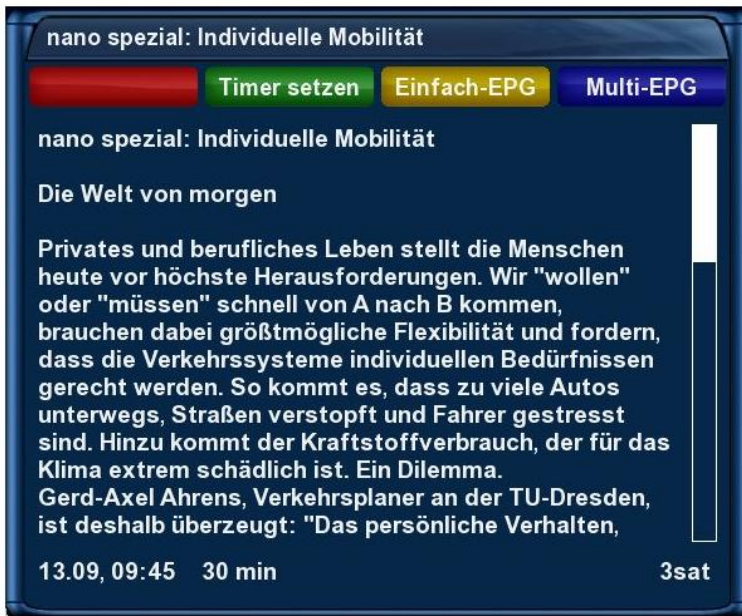 nano spezial: Individuelle Mobilität
Timer setzen Einfach-EPG Multi-EPG
nano spezial: Individuelle Mobilität
Die Welt von morgen
Privates und berufliches Leben stellt die Menschen
heute vor höchste Herausforderungen. Wir "wollen"
oder "müssen" schnell von A nach B kommen,
brauchen dabei größtmögliche Flexibilität und fordern,
dass die Verkehrssysteme individuellen Bedürfnissen
gerecht werden. So kommt es, dass zu viele Autos
unterwegs, Straßen verstopft und Fahrer gestresst
sind. Hinzu kommt der Kraftstoffverbrauch, der für das
Klima extrem schädlich ist. Ein Dilemma.
Gerd-Axel Ahrens, Verkehrsplaner an der TU-Dresden,
ist deshalb überzeugt: "Das persönliche Verhalten,
13.09, 09:45 30 min 3sat